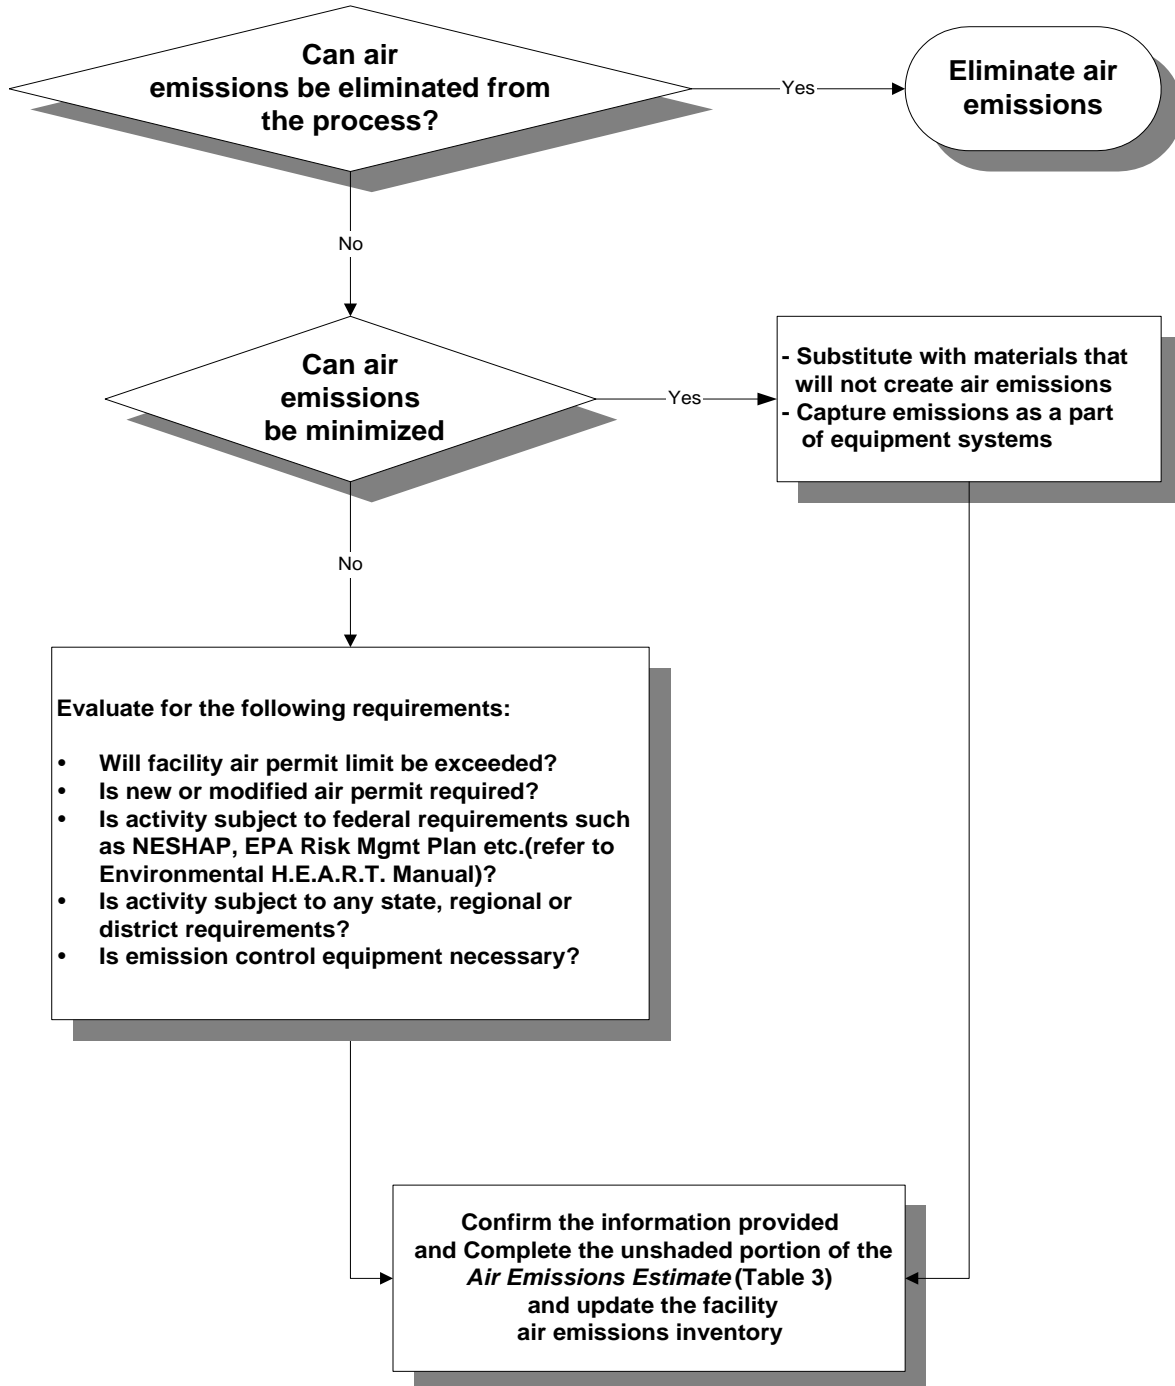 Can air
emissions be eliminated from
the process?
Yes
Eliminate air
emissions
No
Can air
emissions
be minimized
Yes
- Substitute with materials that
will not create air emissions
- Capture emissions as a part
of equipment systems
No
Evaluate for the following requirements:
• Will facility air permit limit be exceeded?
• Is new or modified air permit required?
• Is activity subject to federal requirements such
as NESHAP, EPA Risk Mgmt Plan etc.(refer to
Environmental H.E.A.R.T. Manual)?
• Is activity subject to any state, regional or
district requirements?
• Is emission control equipment necessary?
Confirm the information provided
and Complete the unshaded portion of the
Air Emissions Estimate (Table 3)
and update the facility
air emissions inventory